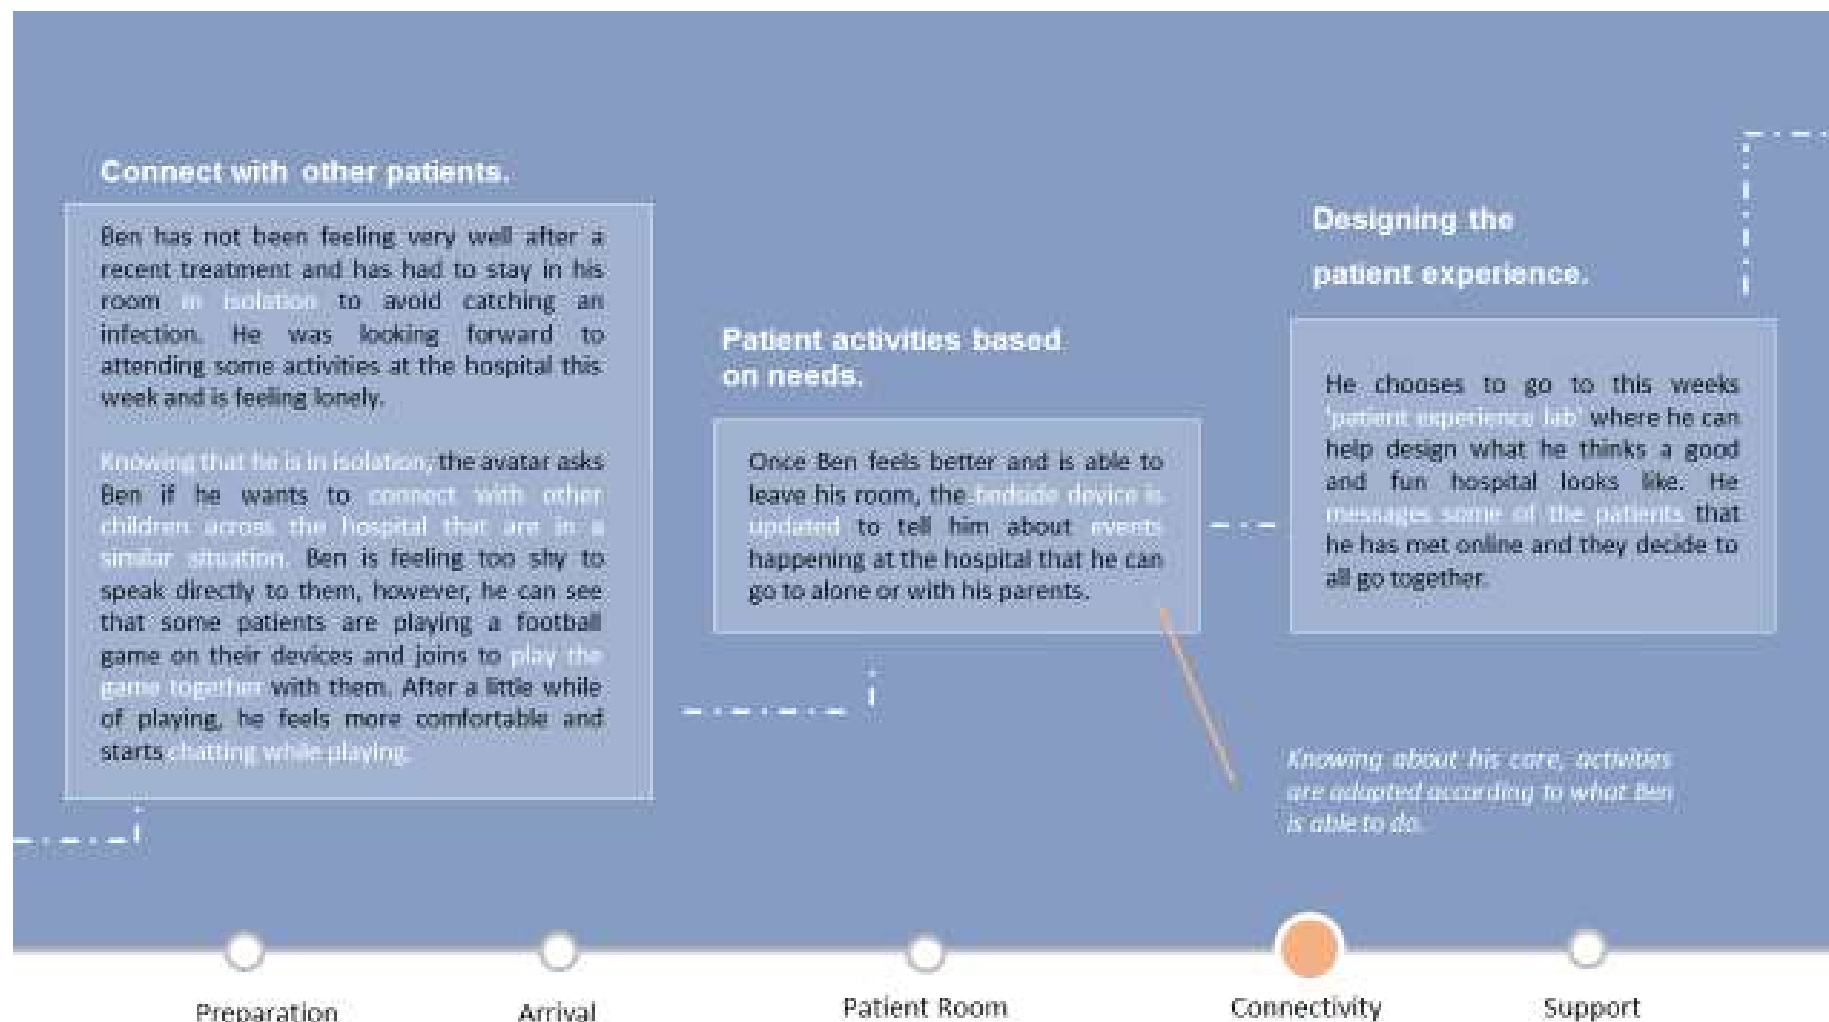 Connect with other patients.
Ben has not been feeling very well after a
recent treatment and has had to stay in his
room in isolation to avoid catching an
infection. He was looking forward to
attending some activities at the hospital this
week and is feeling lonely.
Knowing that he is in isolation, the avatar asks
Ben if he wants to connect with other
children across the hospital that are in a
similar situation. Ben is feeling too shy to
speak directly to them, however, he can see
that some patients are playing a football
game on their devices and joins to play the
game together with them. After a little while
of playing, he feels more comfortable and
starts chatting while playing.
Patient activities based
on needs.
Once Ben feels better and is able to
leave his room, the bedside device is
updated to tell him about events
happening at the hospital that he can
go to alone or with his parents.
Designing the
patient experience.
He chooses to go to this weeks
'patient experience lab' where he can
help design what he thinks a good
and fun hospital looks like. He
messages some of the patients that
he has met online and they decide to
all go together.
Knowing about his care, activities
are adapted according to what Ben
is able to do.
Preparation
Arrival
Patient Room
Connectivity
Support